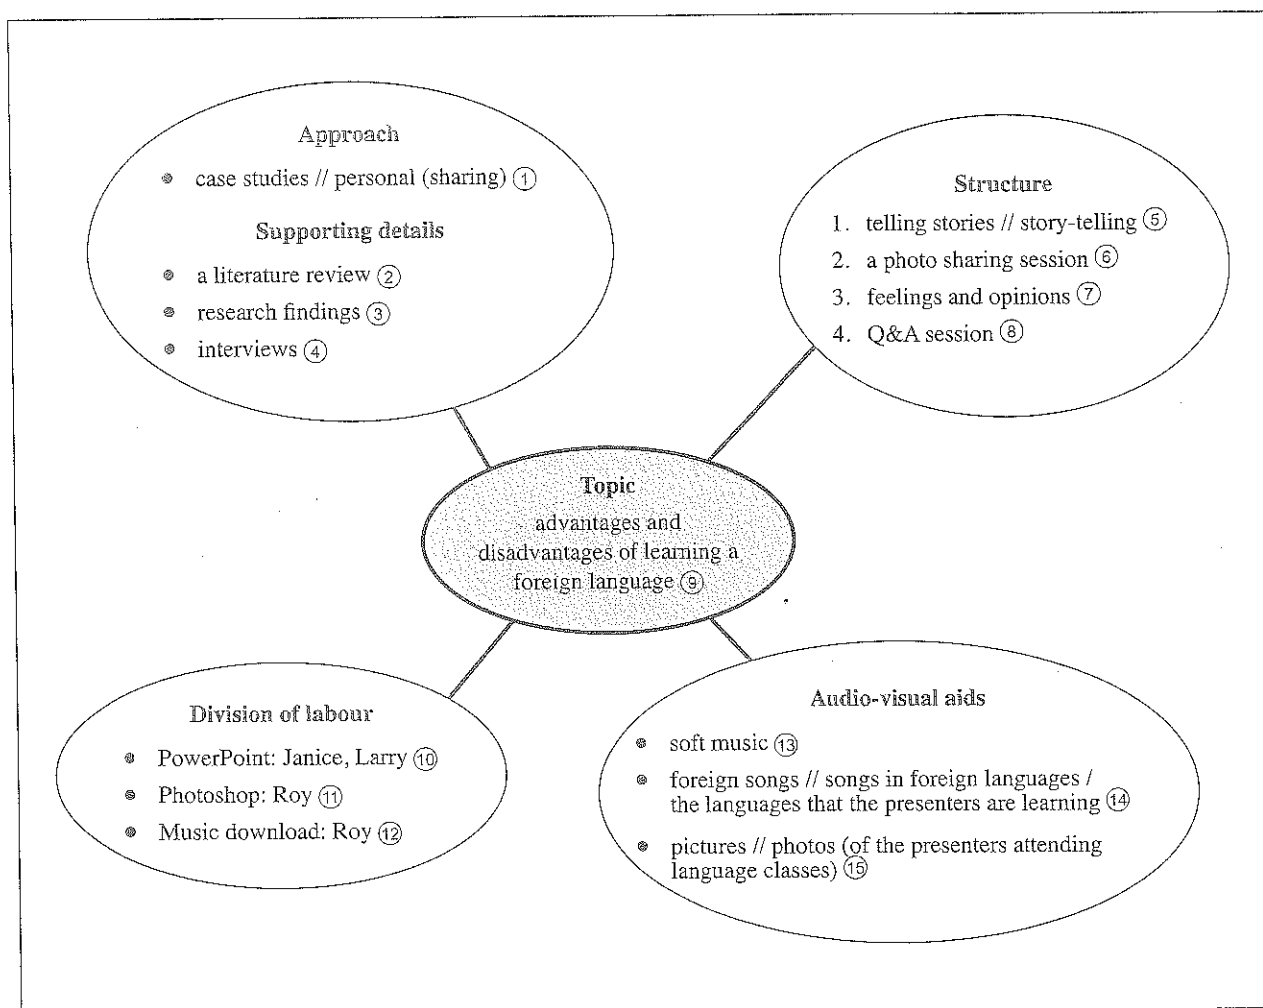 Approach
• case studies // personal (sharing) ①
Supporting details
• a literature review ②
• research findings ③
• interviews ④
Structure
1. telling stories // story-telling ⑤
2. a photo sharing session ⑥
3. feelings and opinions ⑦
4. Q&A session ⑧
Topic
advantages and
disadvantages of learning a
foreign language ⑨
Division of labour
• PowerPoint: Janice, Larry ⑩
• Photoshop: Roy ⑪
• Music download: Roy ⑫
Audio-visual aids
• soft music ⑬
• foreign songs // songs in foreign languages /
the languages that the presenters are learning ⑭
• pictures // photos (of the presenters attending
language classes) ⑮